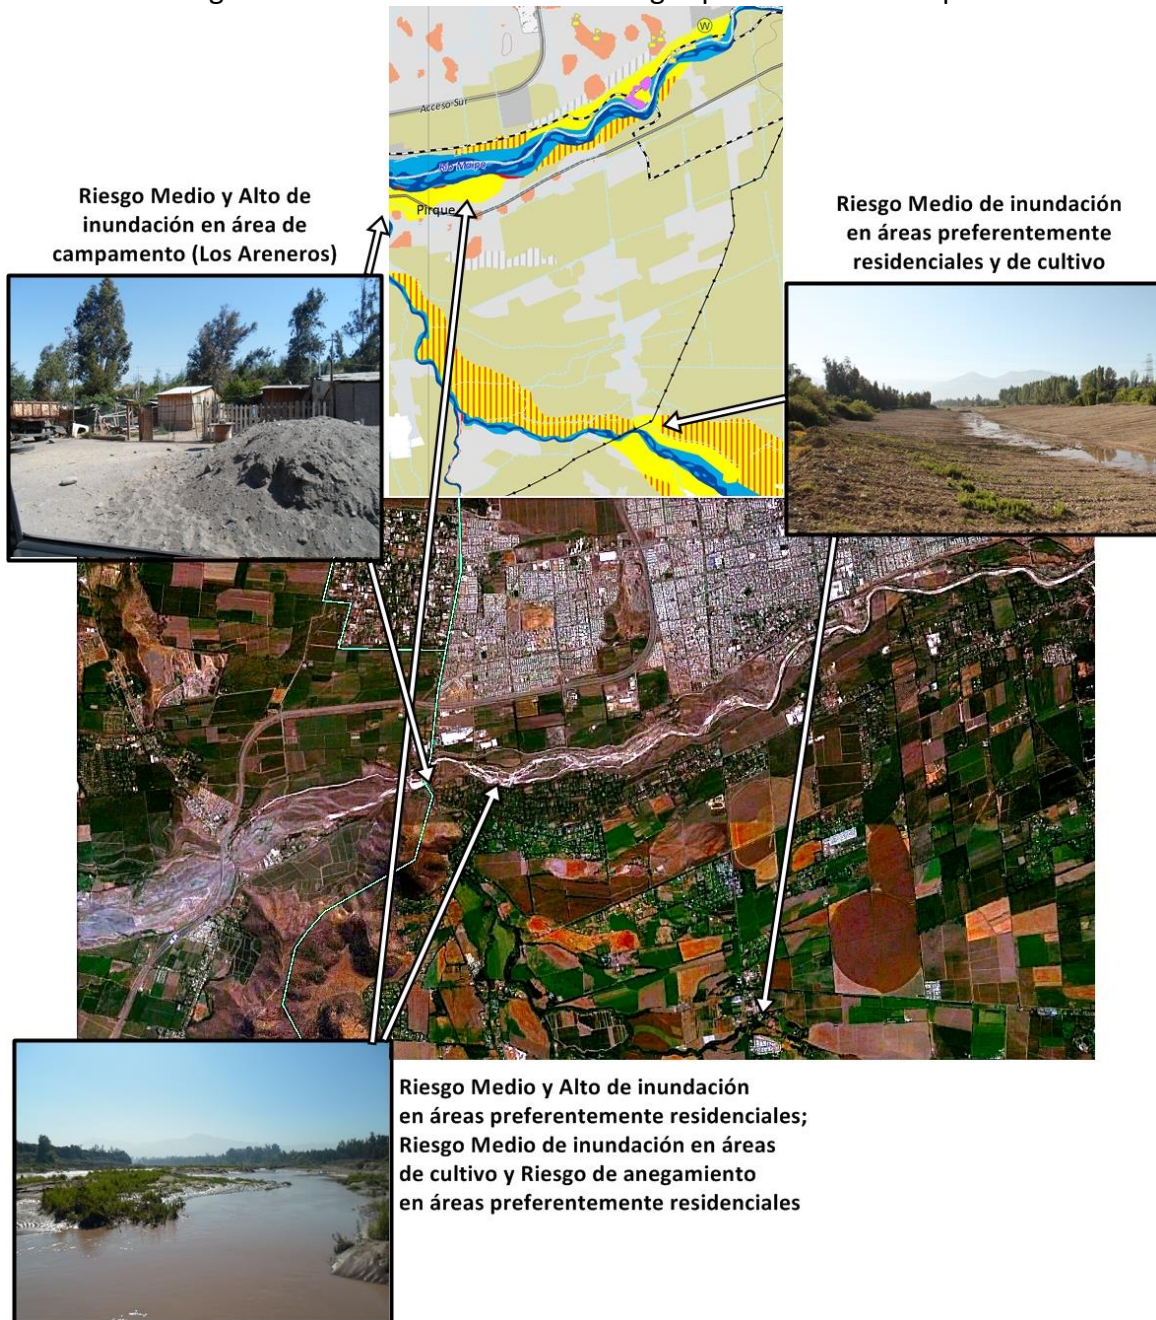 Acceso Sur
W
Río Maipo
Pirque
Riesgo Medio y Alto de
inundación en área de
campamento (Los Areneros)
Riesgo Medio de inundación
en áreas preferentemente
residenciales y de cultivo
Riesgo Medio y Alto de inundación
en áreas preferentemente residenciales;
Riesgo Medio de inundación en áreas
de cultivo y Riesgo de anegamiento
en áreas preferentemente residenciales